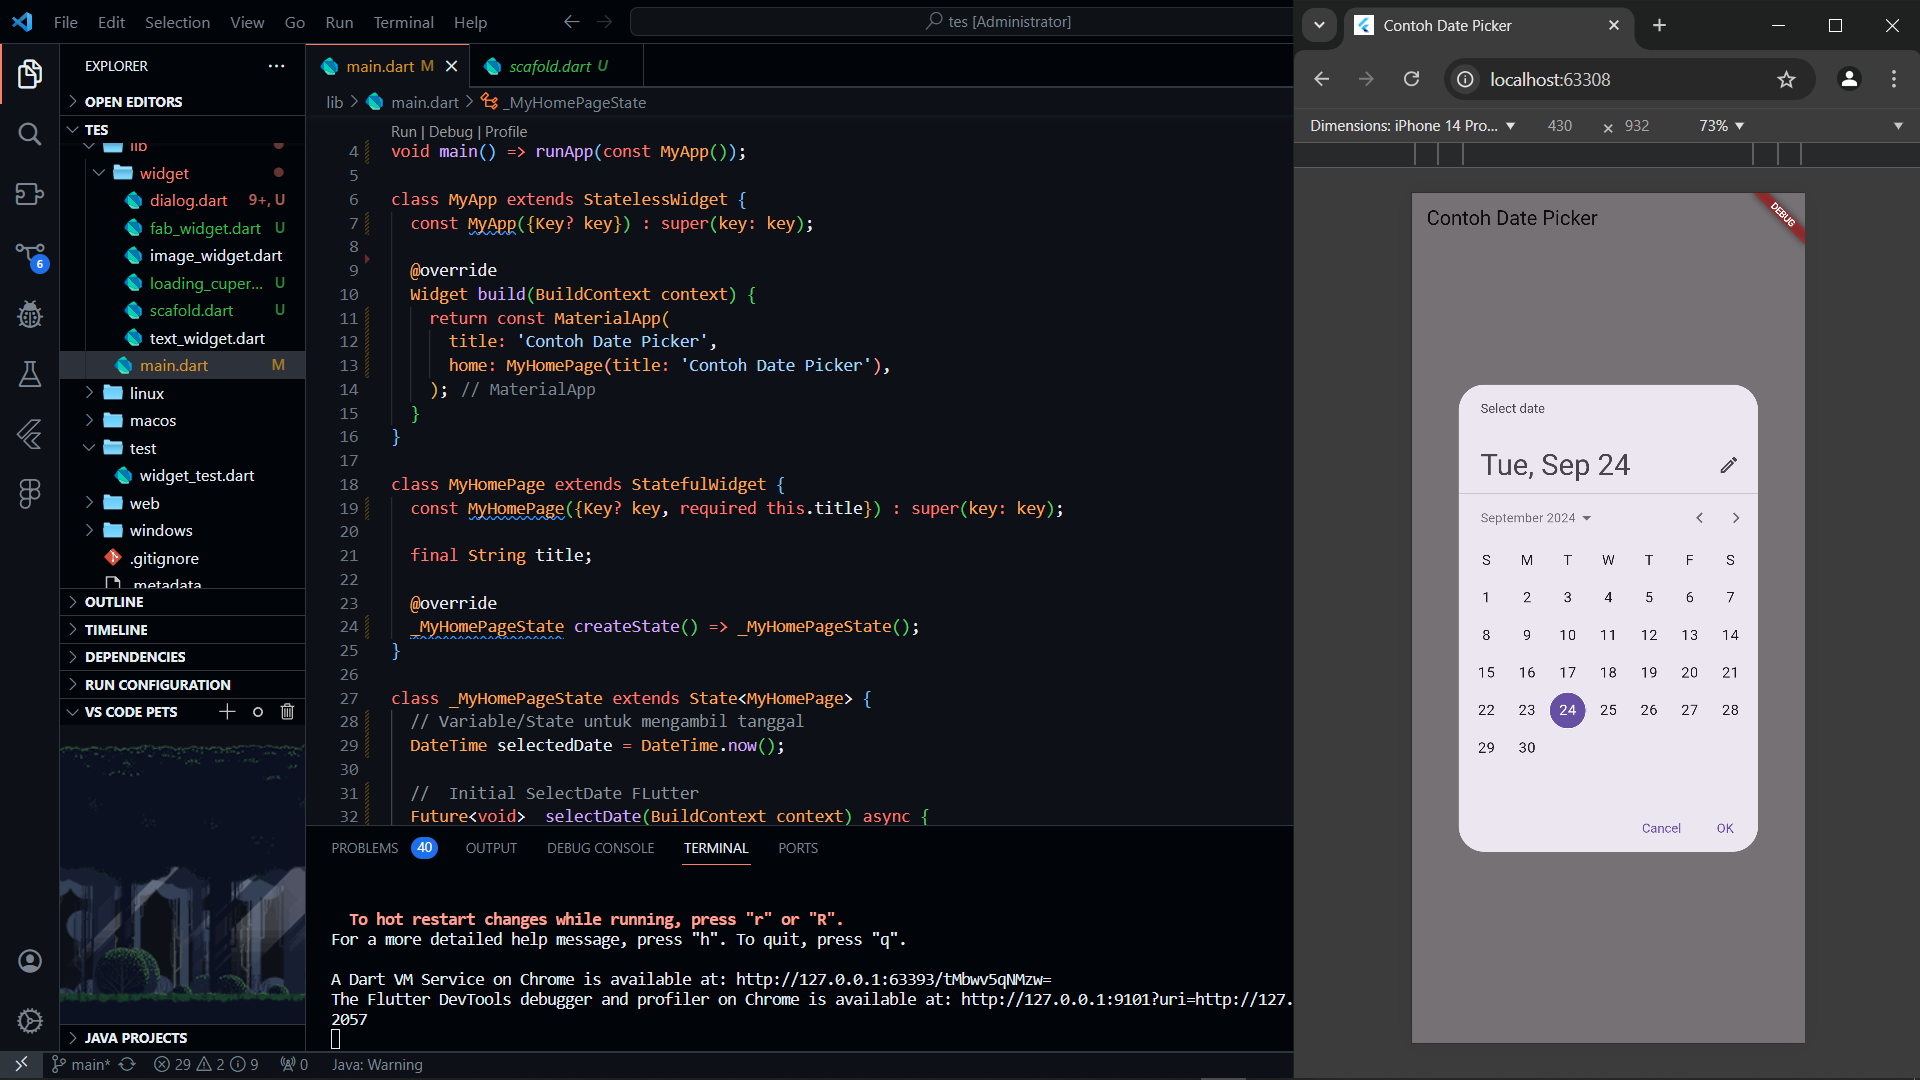 File Edit Selection View Go Run Terminal Help
tes [Administrator]
EXPLORER
OPEN EDITORS
TES
lib
widget
dialog.dart 9+, U
fab_widget.dart U
image_widget.dart
loading_cuper... U
scafold.dart U
text_widget.dart
main.dart M
linux
macos
test
widget_test.dart
web
windows
.gitignore
.metadata
OUTLINE
TIMELINE
DEPENDENCIES
RUN CONFIGURATION
VS CODE PETS
JAVA PROJECTS
6
main.dart M
scafold.dart U
lib > main.dart > _MyHomePageState
Run | Debug | Profile
4 void main() => runApp(const MyApp());
5
6 class MyApp extends StatelessWidget {
7 const MyApp({Key? key}) : super(key: key);
8
9 @override
10 Widget build(BuildContext context) {
11 return const MaterialApp(
12 title: 'Contoh Date Picker',
13 home: MyHomePage(title: 'Contoh Date Picker'),
14 ); // MaterialApp
15 }
16 }
17
18 class MyHomePage extends StatefulWidget {
19 const MyHomePage({Key? key, required this.title}) : super(key: key);
20
21 final String title;
22
23 @override
24 _MyHomePageState createState() => _MyHomePageState();
25 }
26
27 class _MyHomePageState extends State<MyHomePage> {
28 // Variable/State untuk mengambil tanggal
29 DateTime selectedDate = DateTime.now();
30
31 //  Initial SelectDate FLutter
32 Future<void> _selectDate(BuildContext context) async {
PROBLEMS 40 OUTPUT DEBUG CONSOLE TERMINAL PORTS
To hot restart changes while running, press "r" or "R".
For a more detailed help message, press "h". To quit, press "q".
A Dart VM Service on Chrome is available at: http://127.0.0.1:63393/tMbwv5qNMzw=
The Flutter DevTools debugger and profiler on Chrome is available at: http://127.0.0.1:9101?uri=http://127.
2057
main* 29 2 9 0 Java: Warning
Contoh Date Picker
localhost:63308
Dimensions: iPhone 14 Pro... 430 × 932 73%
Contoh Date Picker
DEBUG
Select date
Tue, Sep 24
September 2024
S M T W T F S
1 2 3 4 5 6 7
8 9 10 11 12 13 14
15 16 17 18 19 20 21
22 23 24 25 26 27 28
29 30
Cancel OK